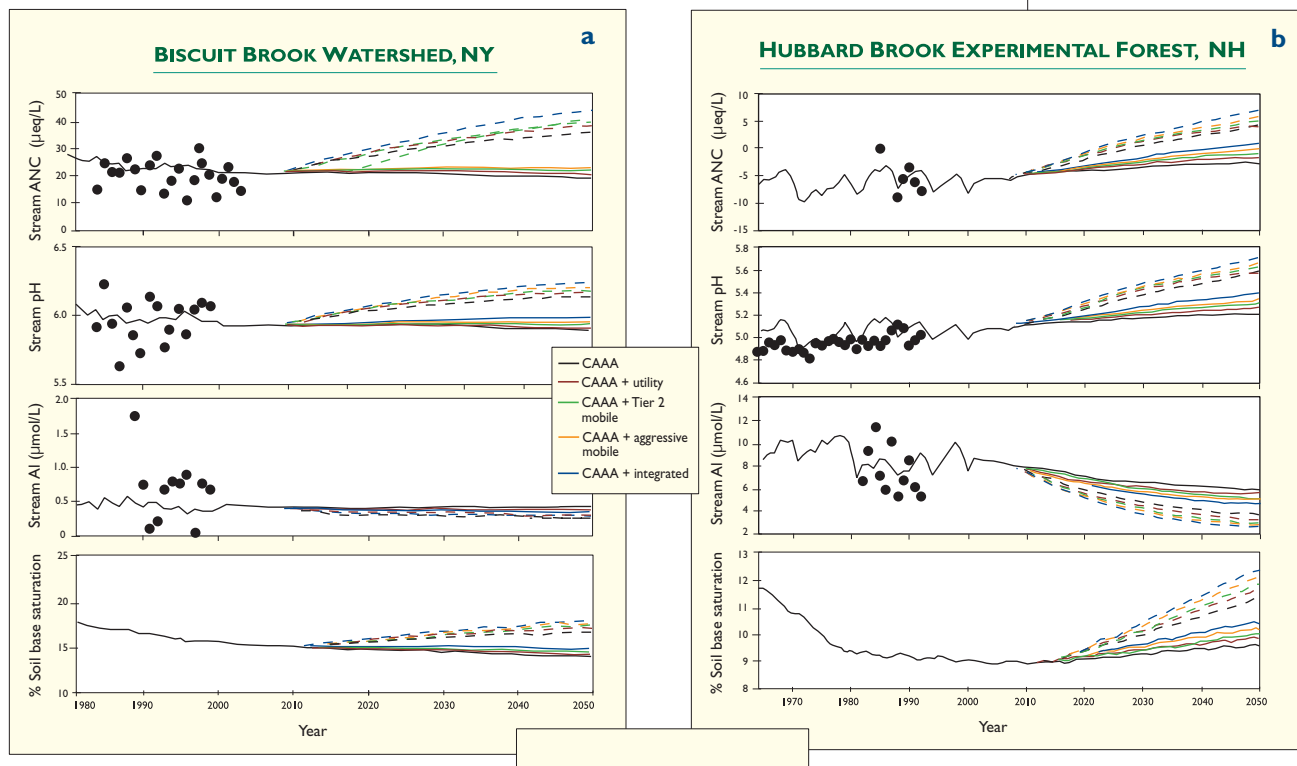 a
BISCUIT BROOK WATERSHED, NY
Stream ANC (µeq/L)
50
40
30
20
10
0
Stream pH
6.5
6.0
5.5
Stream Al (µmol/L)
2.0
1.5
1.0
0.5
0
% Soil base saturation
25
20
15
10
1980 1990 2000 2010 2020 2030 2040 2050
Year
CAAA
CAAA + utility
CAAA + Tier 2
mobile
CAAA + aggressive
mobile
CAAA + integrated
b
HUBBARD BROOK EXPERIMENTAL FOREST, NH
Stream ANC (µeq/L)
10
5
0
-5
-10
-15
Stream pH
5.8
5.6
5.4
5.2
5.0
4.8
4.6
Stream Al (µmol/L)
14
12
10
8
6
4
2
% Soil base saturation
13
12
11
10
9
8
1970 1980 1990 2000 2010 2020 2030 2040 2050
Year